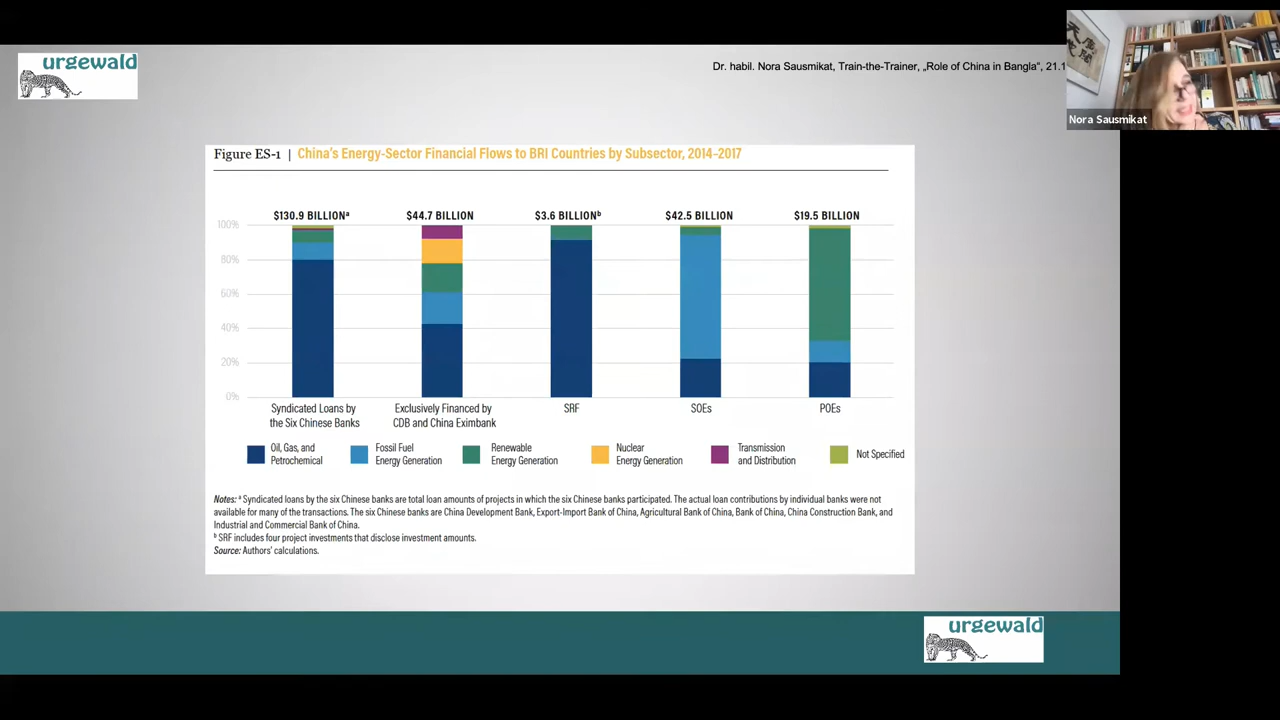 urgewald
Dr. habil. Nora Sausmikat, Train-the-Trainer, „Role of China in Bangla“, 21.1
Nora Sausmikat
Figure ES-1 | China's Energy-Sector Financial Flows to BRI Countries by Subsector, 2014–2017
$130.9 BILLIONᵃ $44.7 BILLION $3.6 BILLIONᵇ $42.5 BILLION $19.5 BILLION
100%
80%
60%
40%
20%
0%
Syndicated Loans by Exclusively Financed by SRF SOEs POEs
the Six Chinese Banks CDB and China Eximbank
Oil, Gas, and Fossil Fuel Renewable Nuclear Transmission Not Specified
Petrochemical Energy Generation Energy Generation Energy Generation and Distribution
Notes: ᵃ Syndicated loans by the six Chinese banks are total loan amounts of projects in which the six Chinese banks participated. The actual loan contributions by individual banks were not
available for many of the transactions. The six Chinese banks are China Development Bank, Export-Import Bank of China, Agricultural Bank of China, Bank of China, China Construction Bank, and
Industrial and Commercial Bank of China.
ᵇ SRF includes four project investments that disclose investment amounts.
Source: Authors' calculations.
urgewald